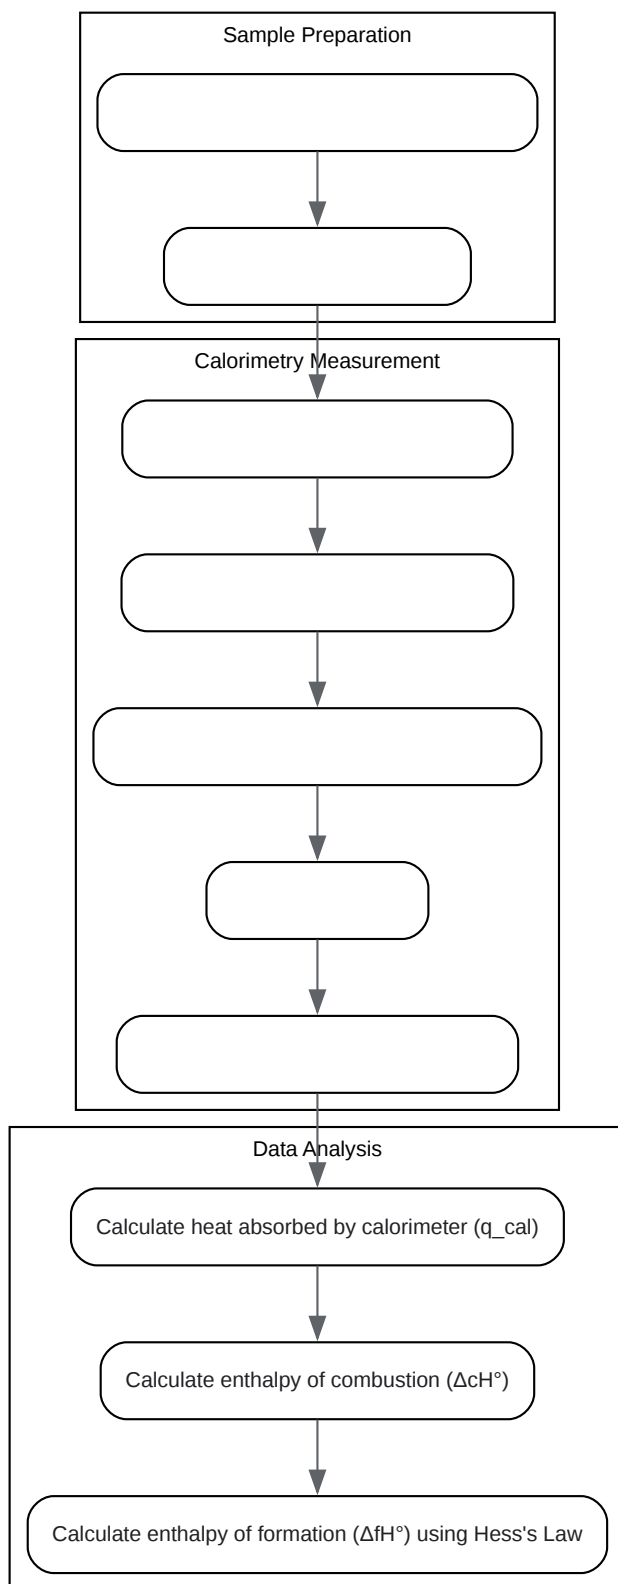 Sample Preparation
Calorimetry Measurement
Data Analysis
Calculate heat absorbed by calorimeter (q_cal)
Calculate enthalpy of combustion (ΔcH°)
Calculate enthalpy of formation (ΔfH°) using Hess's Law